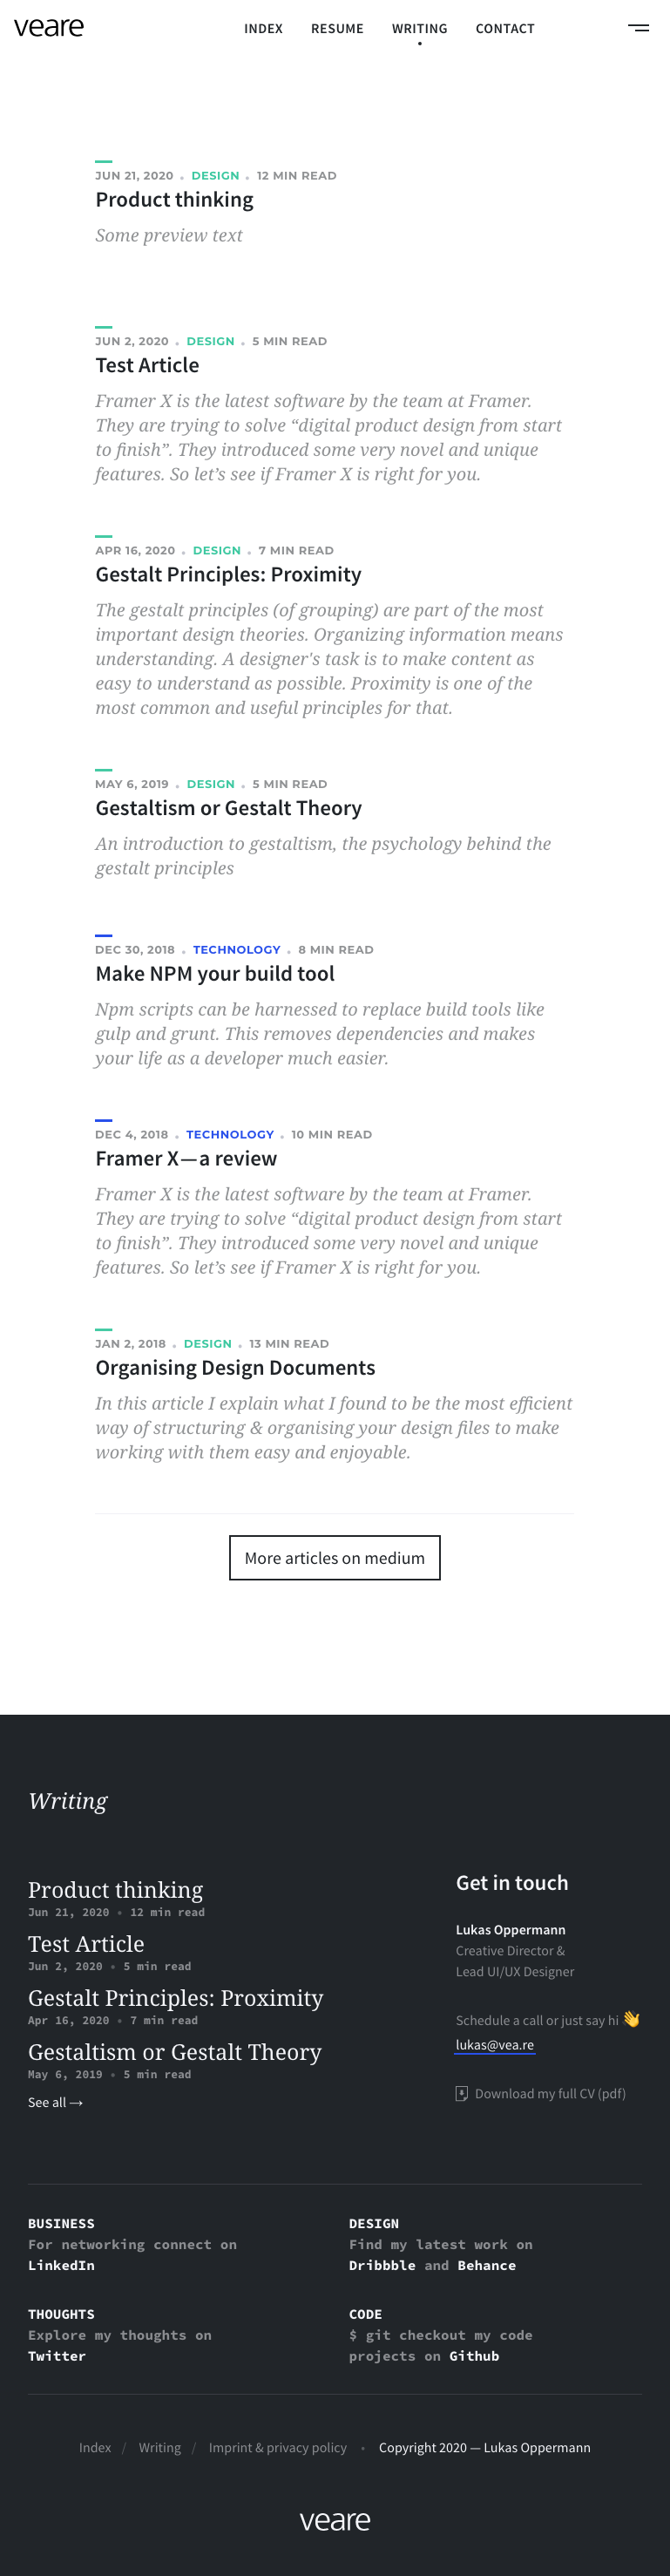 veare
INDEX RESUME WRITING CONTACT
JUN 21, 2020 • DESIGN • 12 MIN READ
Product thinking
Some preview text
JUN 2, 2020 • DESIGN • 5 MIN READ
Test Article
Framer X is the latest software by the team at Framer.
They are trying to solve “digital product design from start
to finish”. They introduced some very novel and unique
features. So let’s see if Framer X is right for you.
APR 16, 2020 • DESIGN • 7 MIN READ
Gestalt Principles: Proximity
The gestalt principles (of grouping) are part of the most
important design theories. Organizing information means
understanding. A designer's task is to make content as
easy to understand as possible. Proximity is one of the
most common and useful principles for that.
MAY 6, 2019 • DESIGN • 5 MIN READ
Gestaltism or Gestalt Theory
An introduction to gestaltism, the psychology behind the
gestalt principles
DEC 30, 2018 • TECHNOLOGY • 8 MIN READ
Make NPM your build tool
Npm scripts can be harnessed to replace build tools like
gulp and grunt. This removes dependencies and makes
your life as a developer much easier.
DEC 4, 2018 • TECHNOLOGY • 10 MIN READ
Framer X—a review
Framer X is the latest software by the team at Framer.
They are trying to solve “digital product design from start
to finish”. They introduced some very novel and unique
features. So let’s see if Framer X is right for you.
JAN 2, 2018 • DESIGN • 13 MIN READ
Organising Design Documents
In this article I explain what I found to be the most efficient
way of structuring & organising your design files to make
working with them easy and enjoyable.
More articles on medium
Writing
Product thinking
Jun 21, 2020 • 12 min read
Test Article
Jun 2, 2020 • 5 min read
Gestalt Principles: Proximity
Apr 16, 2020 • 7 min read
Gestaltism or Gestalt Theory
May 6, 2019 • 5 min read
See all →
Get in touch
Lukas Oppermann
Creative Director &
Lead UI/UX Designer
Schedule a call or just say hi 👋
lukas@vea.re
Download my full CV (pdf)
BUSINESS
For networking connect on
LinkedIn
DESIGN
Find my latest work on
Dribbble and Behance
THOUGHTS
Explore my thoughts on
Twitter
CODE
$ git checkout my code
projects on Github
Index / Writing / Imprint & privacy policy • Copyright 2020 — Lukas Oppermann
veare